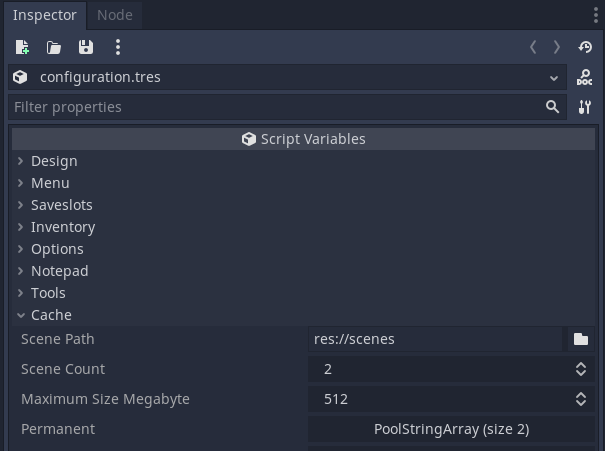 Inspector Node
configuration.tres
DOC
Filter properties
Script Variables
Design
Menu
Saveslots
Inventory
Options
Notepad
Tools
Cache
Scene Path res://scenes
Scene Count 2
Maximum Size Megabyte 512
Permanent PoolStringArray (size 2)